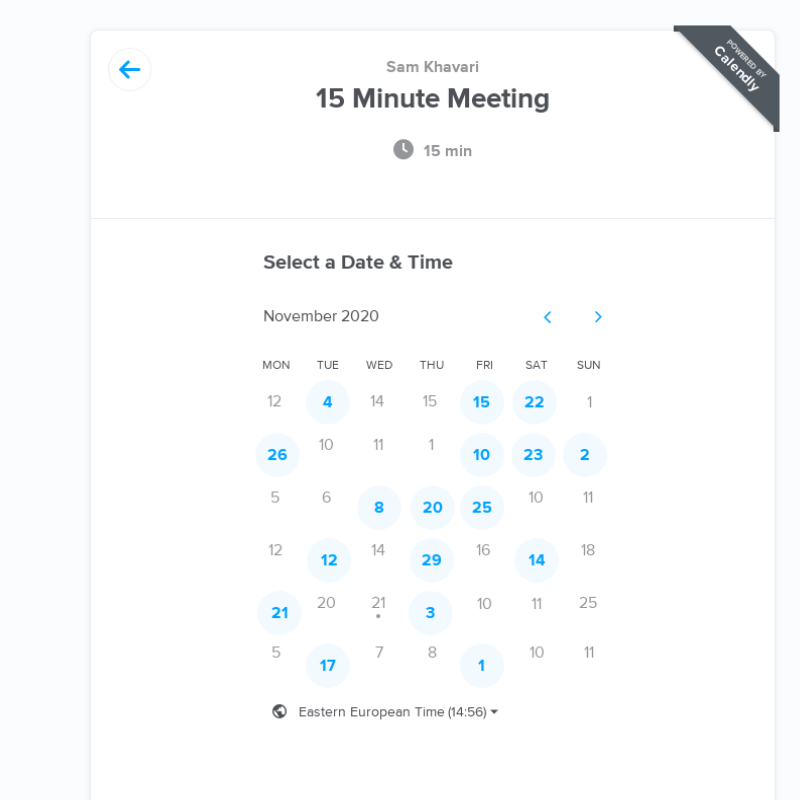 POWERED BY
Calendly
Sam Khavari
15 Minute Meeting
15 min
Select a Date & Time
November 2020
MON TUE WED THU FRI SAT SUN
12 4 14 15 15 22 1
26 10 11 1 10 23 2
5 6 8 20 25 10 11
12 12 14 29 16 14 18
21 20 21 3 10 11 25
5 17 7 8 1 10 11
Eastern European Time (14:56)